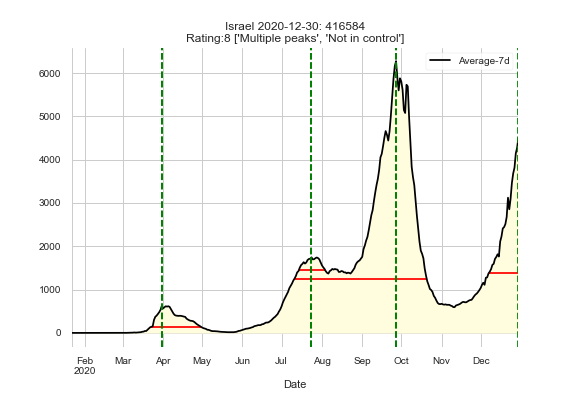 Israel 2020-12-30: 416584
Rating:8 ['Multiple peaks', 'Not in control']
Average-7d
6000
5000
4000
3000
2000
1000
0
Feb Mar Apr May Jun Jul Aug Sep Oct Nov Dec
2020
Date